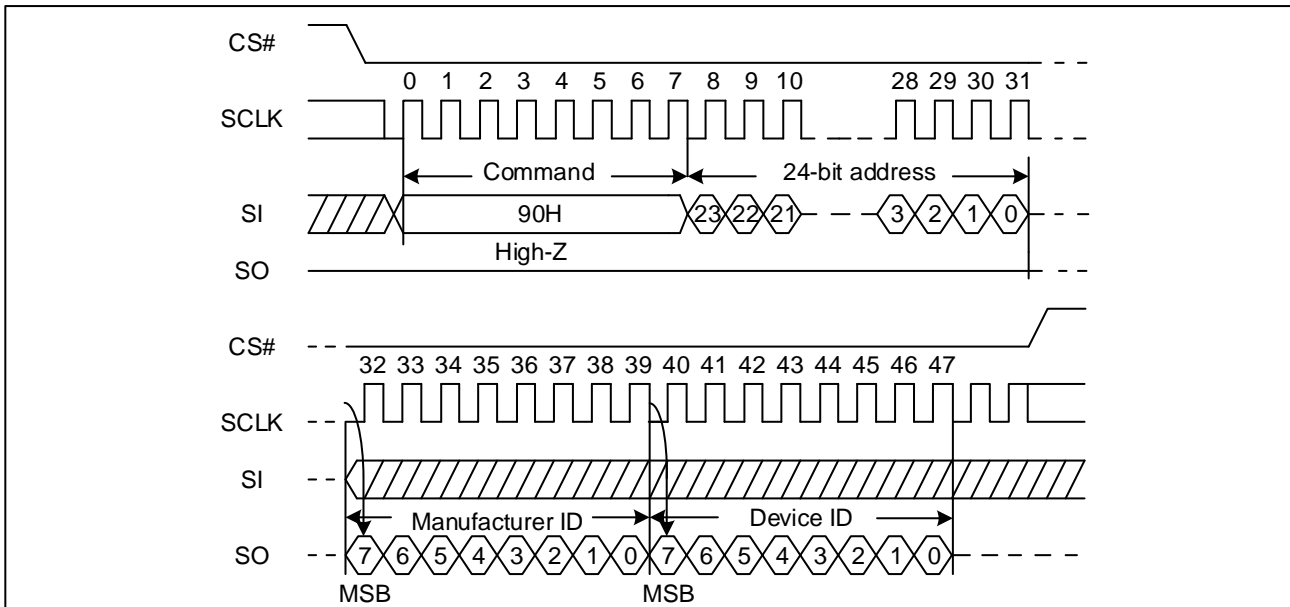 CS#
0 1 2 3 4 5 6 7 8 9 10 28 29 30 31
SCLK
Command 24-bit address
SI 90H 23 22 21 3 2 1 0
High-Z
SO
CS#
32 33 34 35 36 37 38 39 40 41 42 43 44 45 46 47
SCLK
SI
Manufacturer ID Device ID
SO 7 6 5 4 3 2 1 0 7 6 5 4 3 2 1 0
MSB MSB